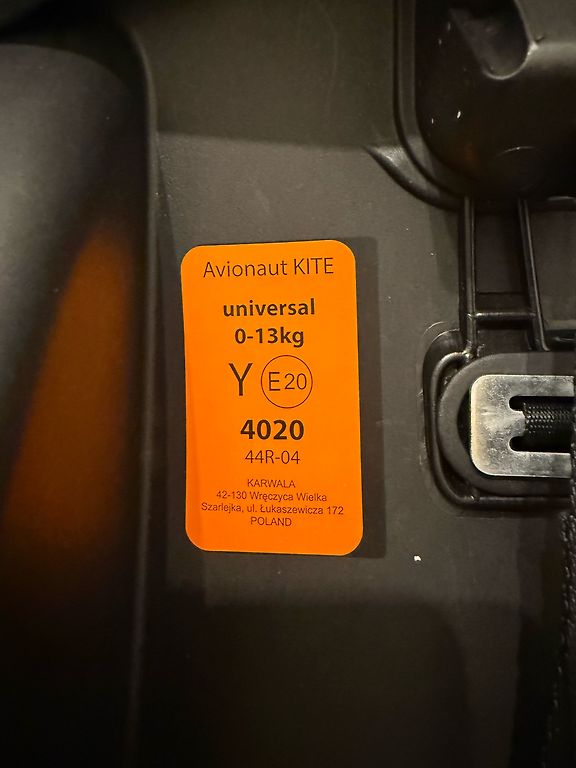 Avionaut KITE
universal
0-13kg
Y E20
4020
44R-04
KARWALA
42-130 Wręczyca Wielka
Szarlejka, ul. Łukaszewicza 172
POLAND